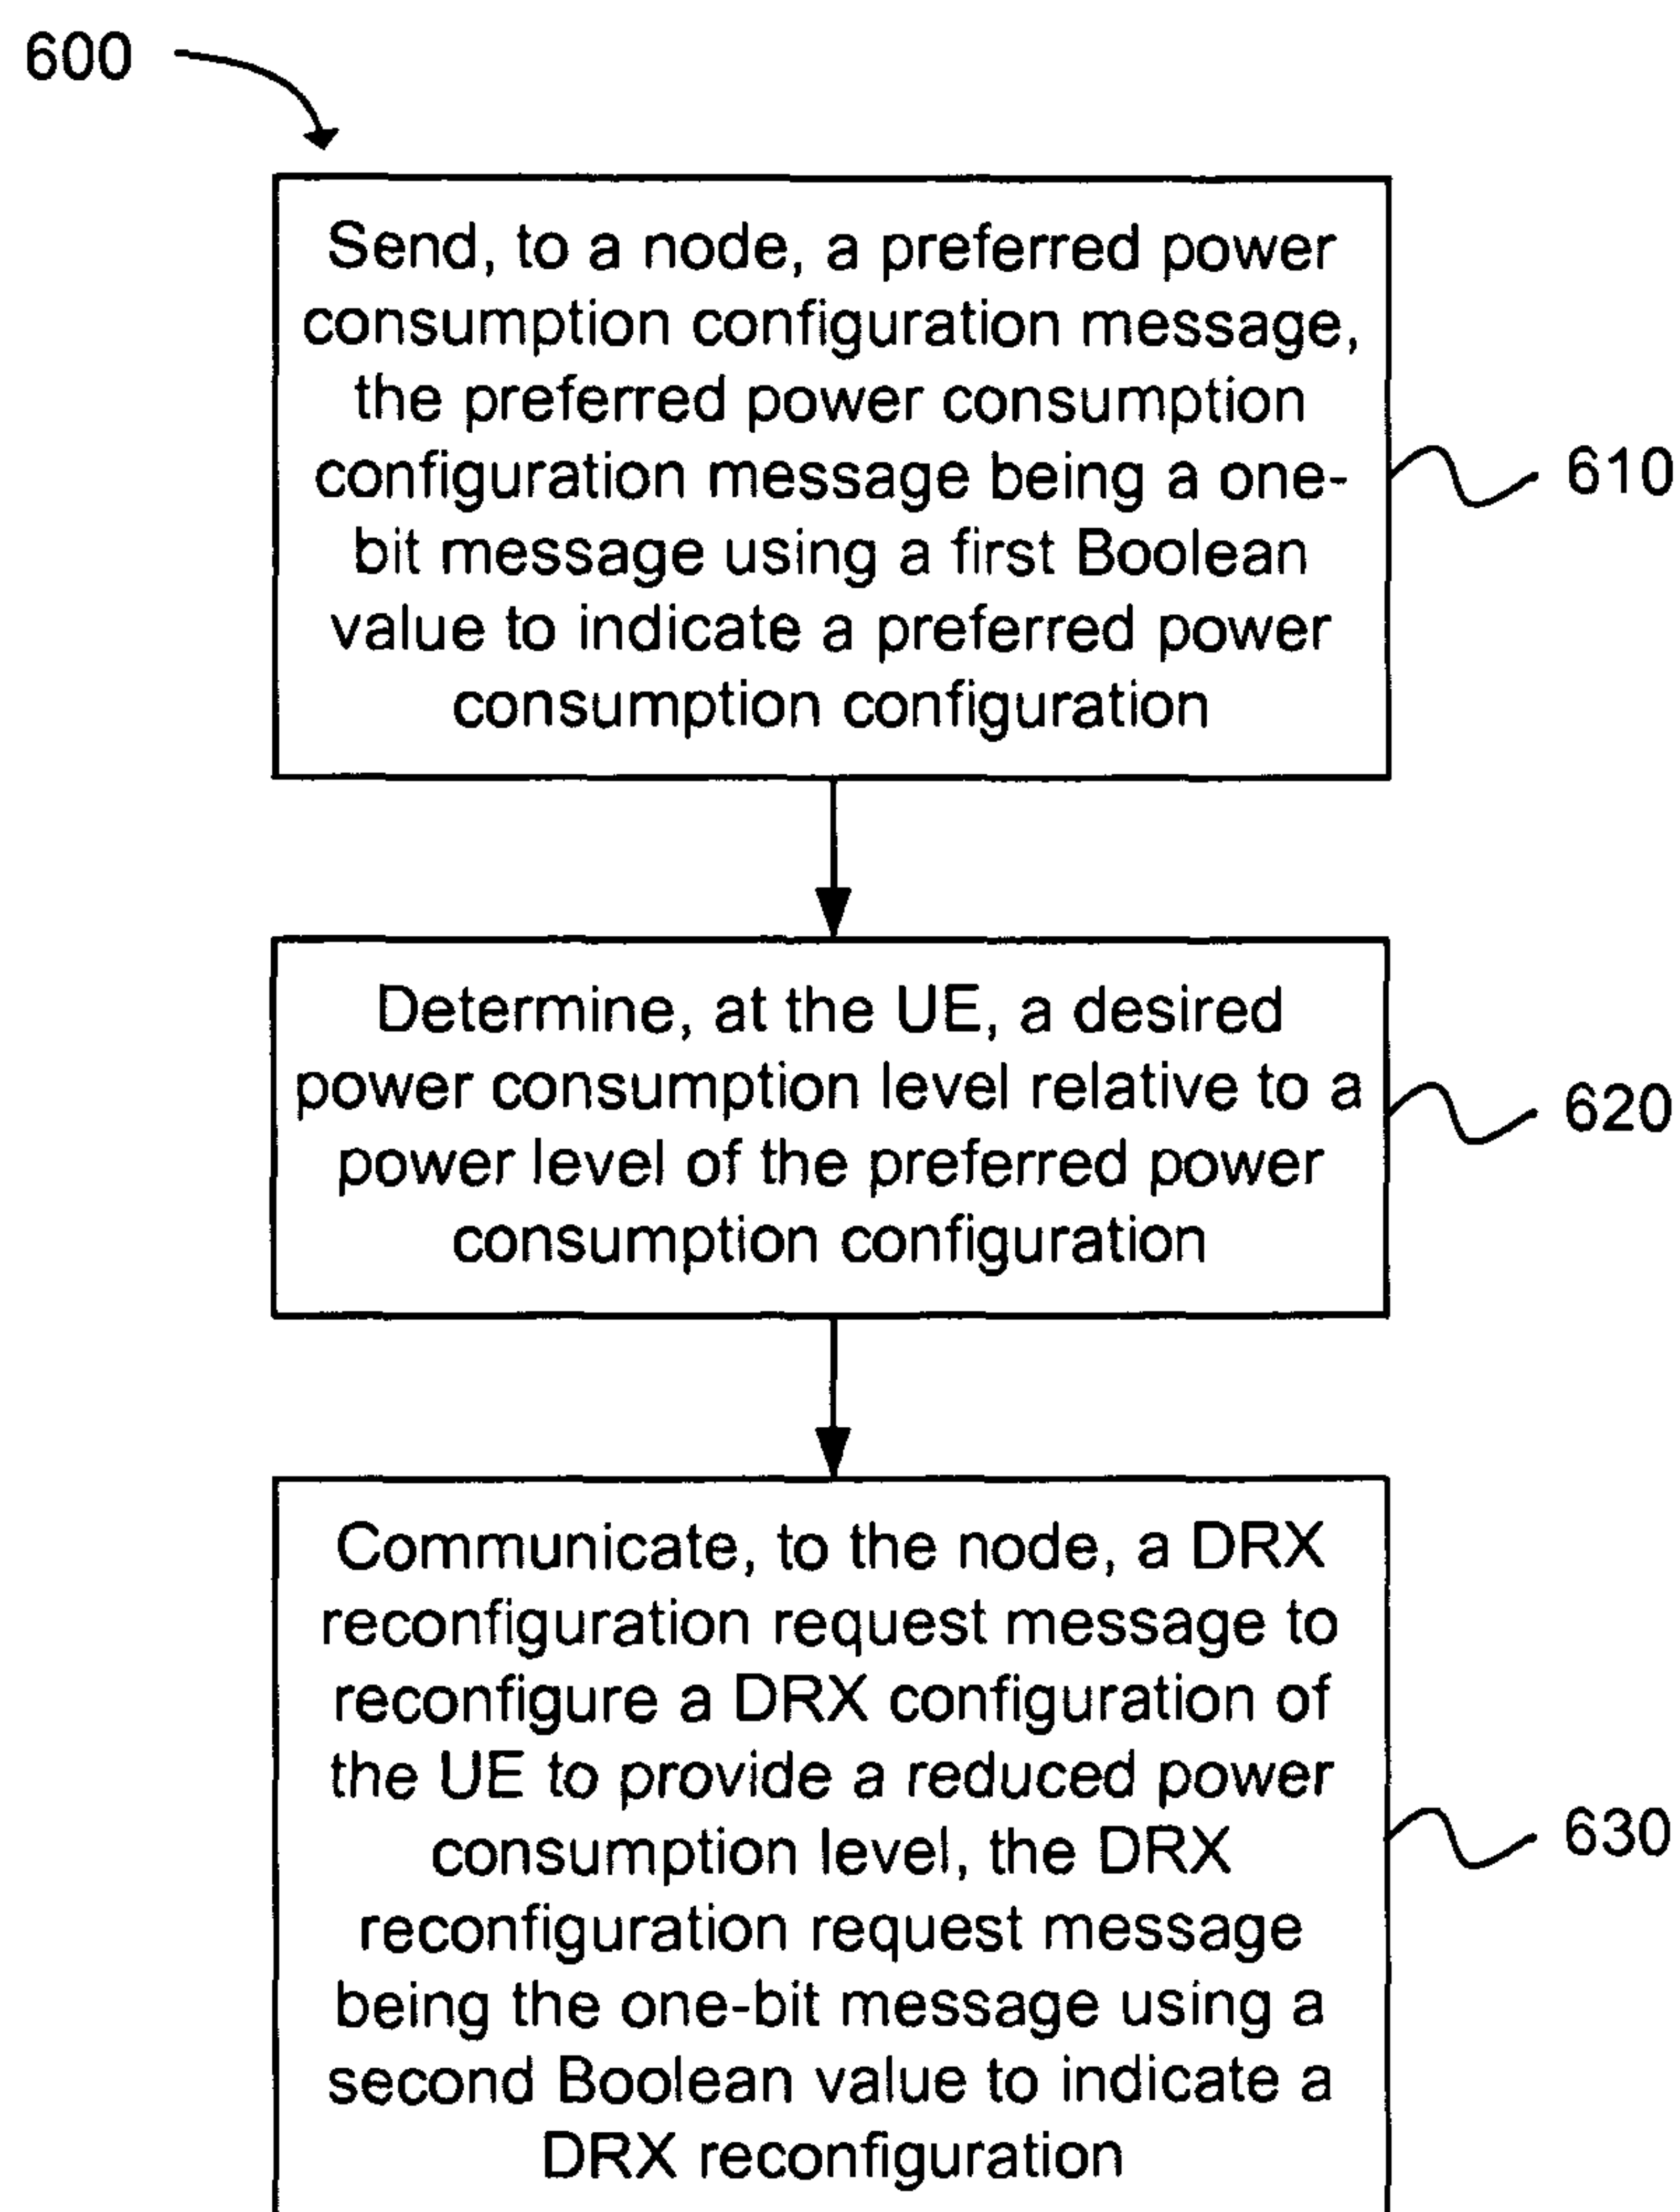 600
Send, to a node, a preferred power
consumption configuration message,
the preferred power consumption
configuration message being a one-
bit message using a first Boolean
value to indicate a preferred power
consumption configuration
610
Determine, at the UE, a desired
power consumption level relative to a
power level of the preferred power
consumption configuration
620
Communicate, to the node, a DRX
reconfiguration request message to
reconfigure a DRX configuration of
the UE to provide a reduced power
consumption level, the DRX
reconfiguration request message
being the one-bit message using a
second Boolean value to indicate a
DRX reconfiguration
630